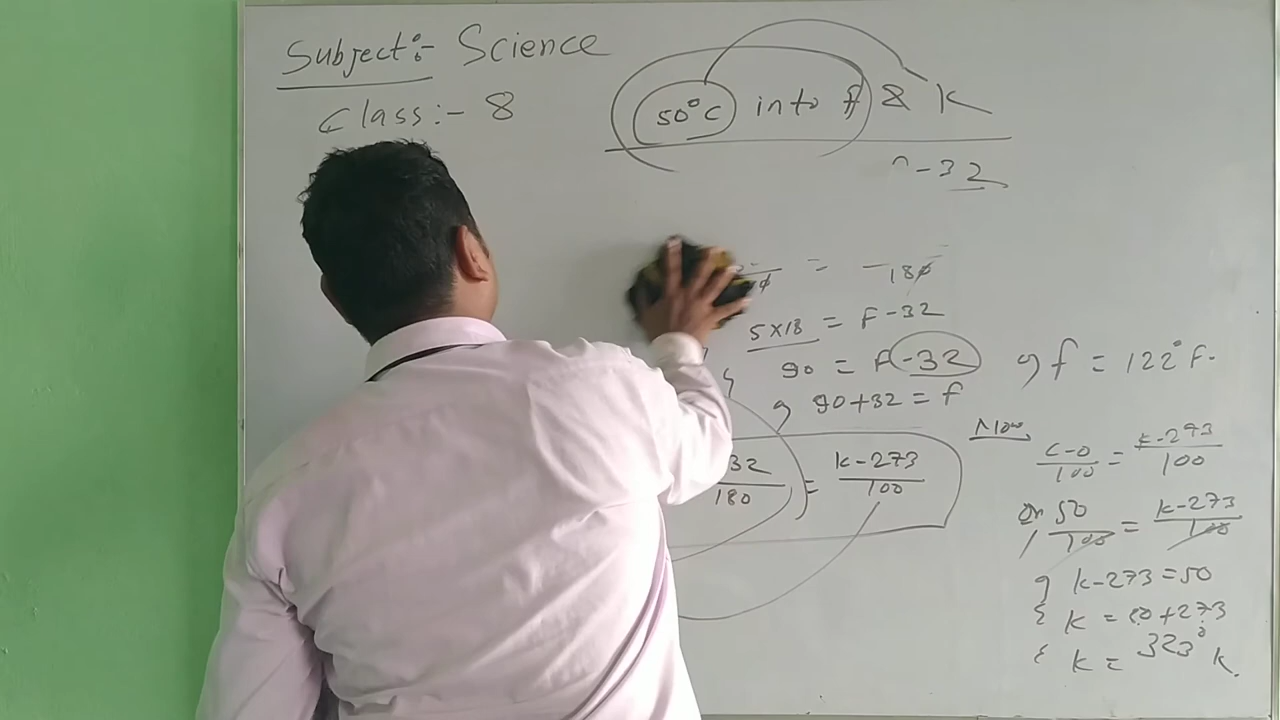 Subject:- Science
Class:- 8
50°C into F & K
-32
= -180
5×18 = F-32
90 = F-32
90+32 = F
F = 122°F.
32/180 = K-273/100
Now
C-0/100 = K-273/100
or 50/100 = K-273/100
K-273=50
K = 50+273
K = 323° K.